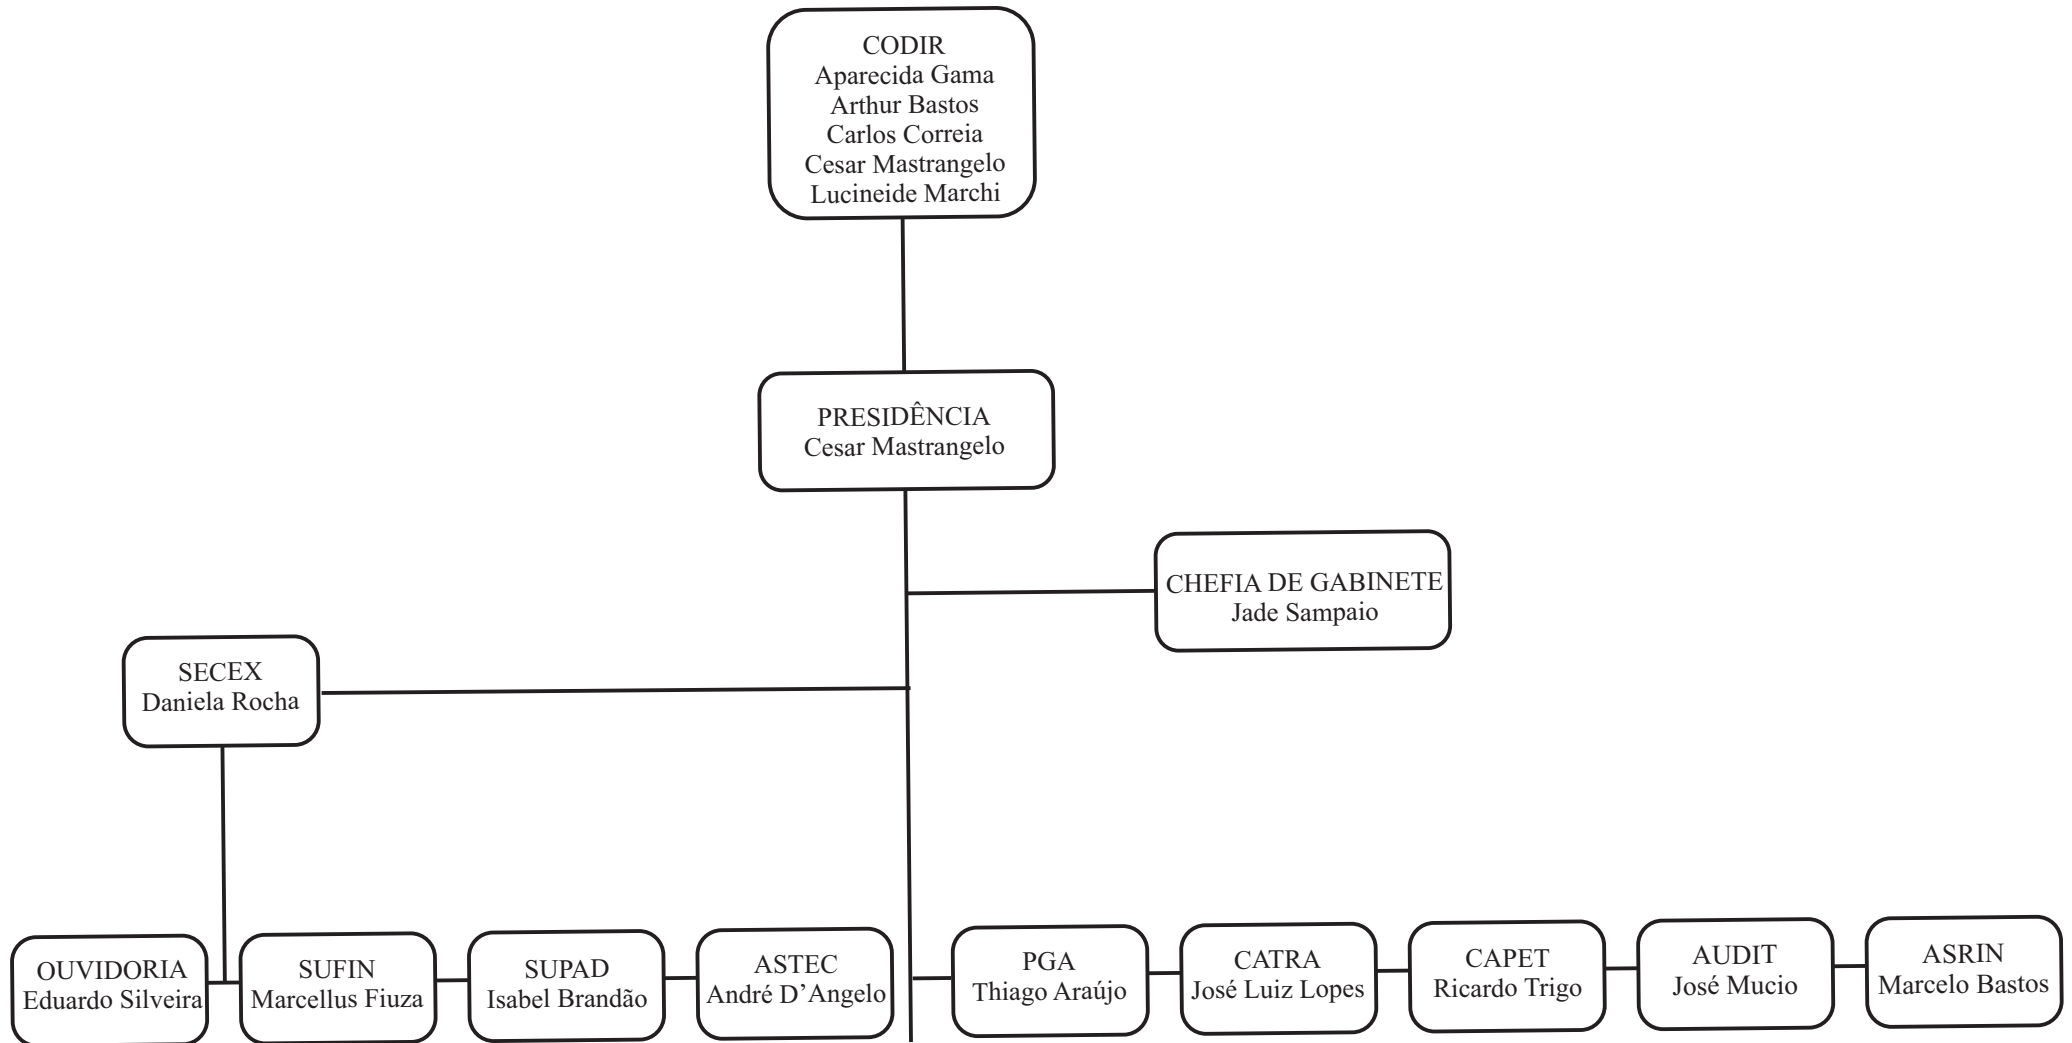 CODIR
Aparecida Gama
Arthur Bastos
Carlos Correia
Cesar Mastrangelo
Lucineide Marchi
PRESIDÊNCIA
Cesar Mastrangelo
CHEFIA DE GABINETE
Jade Sampaio
SECEX
Daniela Rocha
OUVIDORIA
Eduardo Silveira
SUFIN
Marcellus Fiuza
SUPAD
Isabel Brandão
ASTEC
André D’Angelo
PGA
Thiago Araújo
CATRA
José Luiz Lopes
CAPET
Ricardo Trigo
AUDIT
José Mucio
ASRIN
Marcelo Bastos